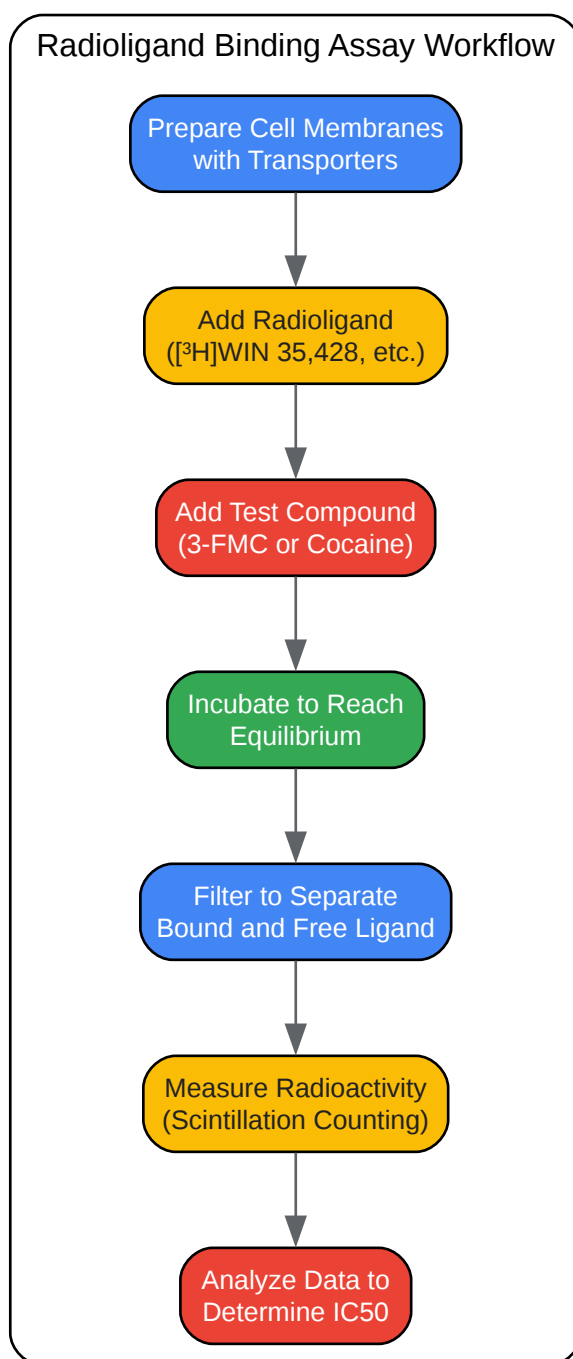 Radioligand Binding Assay Workflow
Prepare Cell Membranes
with Transporters
Add Radioligand
([³H]WIN 35,428, etc.)
Add Test Compound
(3-FMC or Cocaine)
Incubate to Reach
Equilibrium
Filter to Separate
Bound and Free Ligand
Measure Radioactivity
(Scintillation Counting)
Analyze Data to
Determine IC50